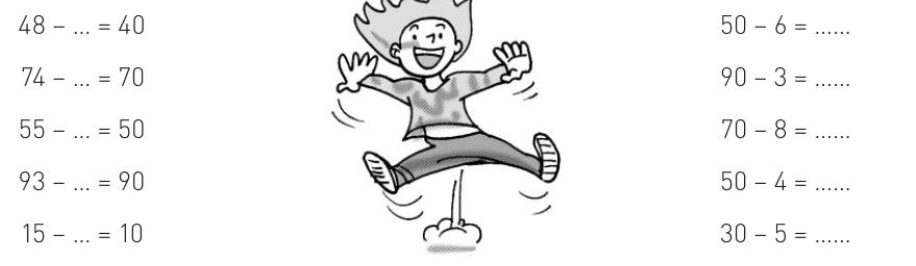 48 – ... = 40
74 – ... = 70
55 – ... = 50
93 – ... = 90
15 – ... = 10
50 – 6 = ......
90 – 3 = ......
70 – 8 = ......
50 – 4 = ......
30 – 5 = ......